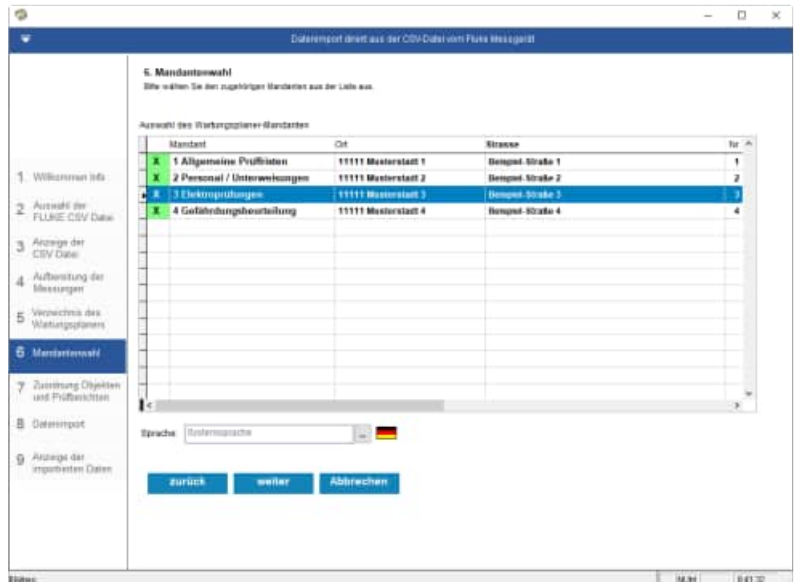 Datenimport direkt aus der CSV-Datei vom Fluke Messgerät
6. Mandantenwahl
Bitte wählen Sie den zugehörigen Mandanten aus der Liste aus.
Auswahl des Wartungsplaner-Mandanten
Mandant Ort Strasse Nr
X 1 Allgemeine Prüffristen 11111 Musterstadt 1 Beispiel-Straße 1 1
X 2 Personal / Unterweisungen 11111 Musterstadt 2 Beispiel-Straße 2 2
X 3 Elektroprüfungen 11111 Musterstadt 3 Beispiel-Straße 3 3
X 4 Gefährdungsbeurteilung 11111 Musterstadt 4 Beispiel-Straße 4 4
1 Willkommen Info
2 Auswahl der
FLUKE CSV Datei
3 Anzeige der
CSV Datei
4 Aufbereitung der
Messungen
5 Verzeichnis des
Wartungsplaners
6 Mandantenwahl
7 Zuordnung Objekten
und Prüfberichten
8 Datenimport
9 Anzeige der
importierten Daten
Sprache: Systemsprache ...
zurück weiter Abbrechen
NUM